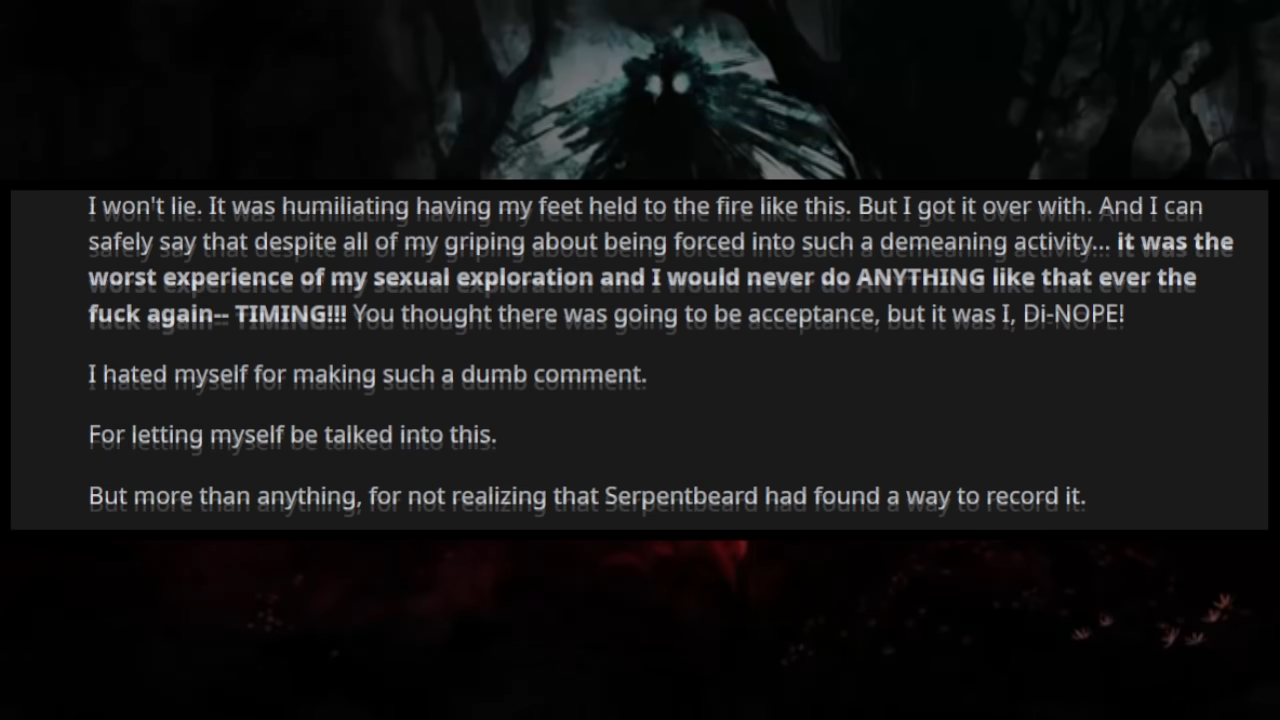 I won't lie. It was humiliating having my feet held to the fire like this. But I got it over with. And I can
safely say that despite all of my griping about being forced into such a demeaning activity... it was the
worst experience of my sexual exploration and I would never do ANYTHING like that ever the
fuck again-- TIMING!!! You thought there was going to be acceptance, but it was I, Di-NOPE!
I hated myself for making such a dumb comment.
For letting myself be talked into this.
But more than anything, for not realizing that Serpentbeard had found a way to record it.